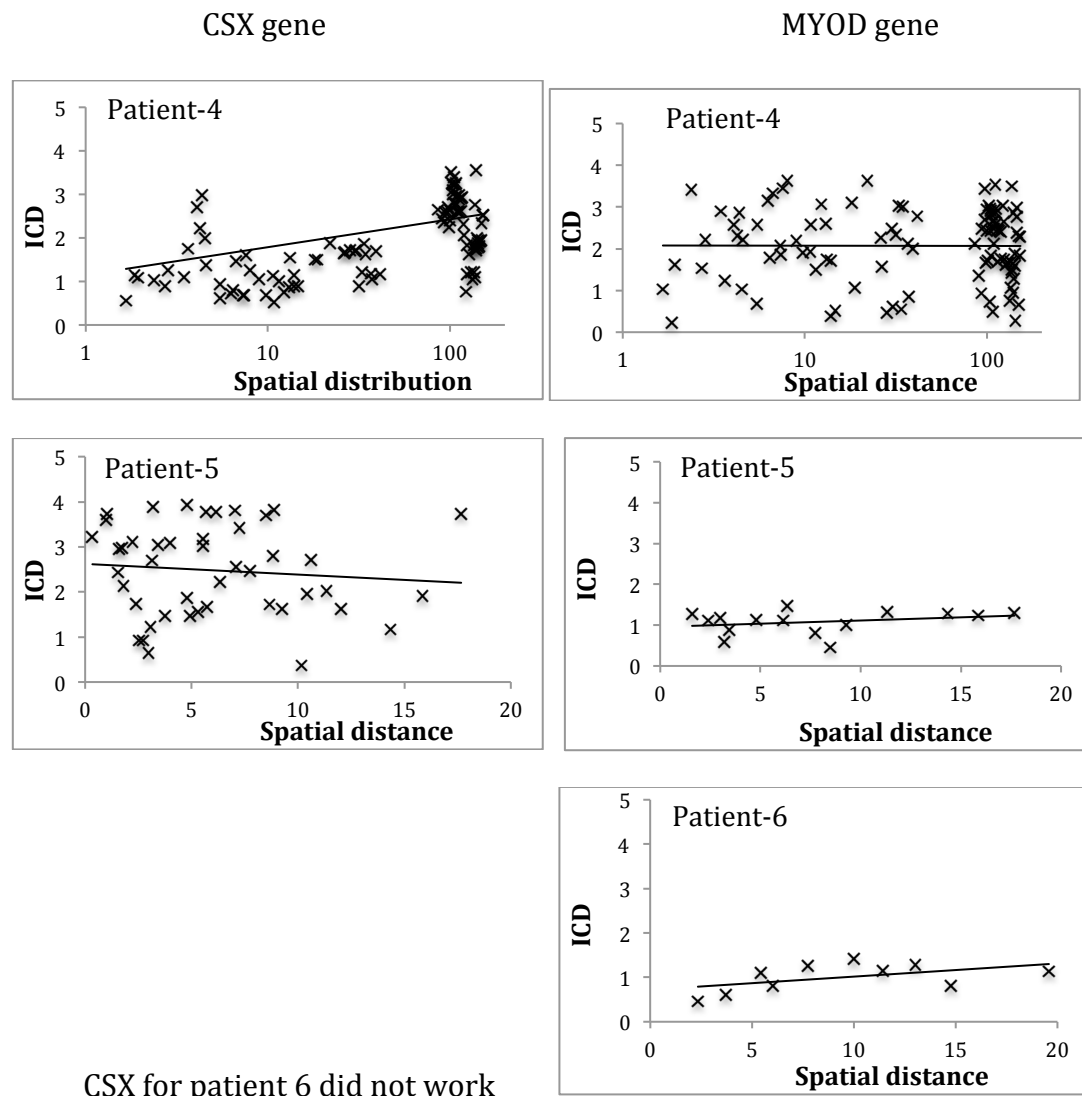 CSX gene
MYOD gene
Patient-4
5
4
3
2
1
0
ICD
1
10
100
Spatial distribution
Patient-4
5
4
3
2
1
0
ICD
1
10
100
Spatial distance
Patient-5
5
4
3
2
1
0
ICD
0
5
10
15
20
Spatial distance
Patient-5
5
4
3
2
1
0
ICD
0
5
10
15
20
Spatial distance
Patient-6
5
4
3
2
1
0
ICD
0
5
10
15
20
Spatial distance
CSX for patient 6 did not work